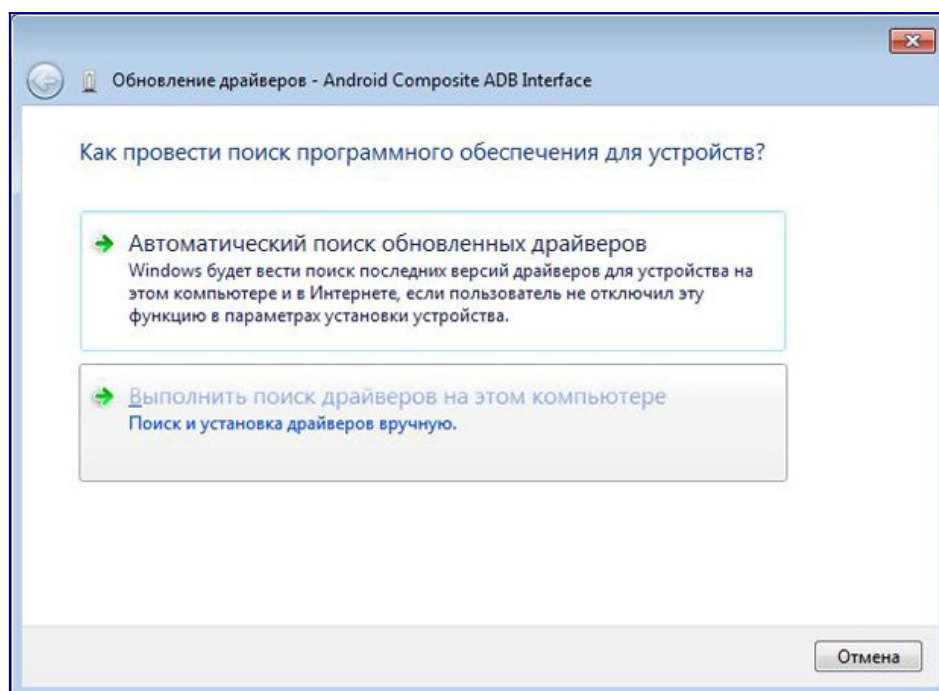 Обновление драйверов - Android Composite ADB Interface
Как провести поиск программного обеспечения для устройств?
Автоматический поиск обновленных драйверов
Windows будет вести поиск последних версий драйверов для устройства на
этом компьютере и в Интернете, если пользователь не отключил эту
функцию в параметрах установки устройства.
Выполнить поиск драйверов на этом компьютере
Поиск и установка драйверов вручную.
Отмена